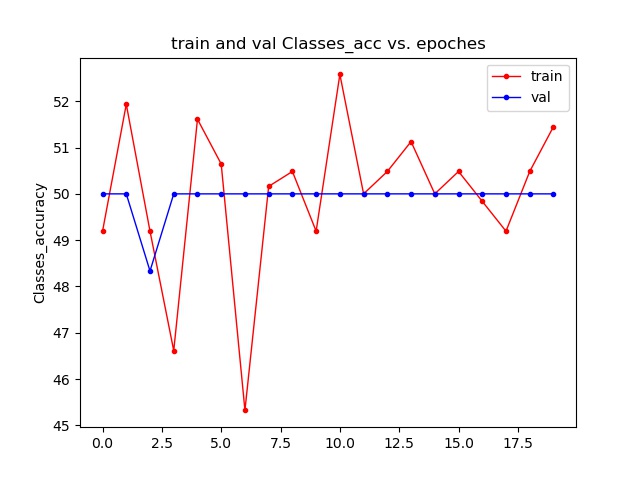 train and val Classes_acc vs. epoches
train
val
Classes_accuracy
52
51
50
49
48
47
46
45
0.0 2.5 5.0 7.5 10.0 12.5 15.0 17.5